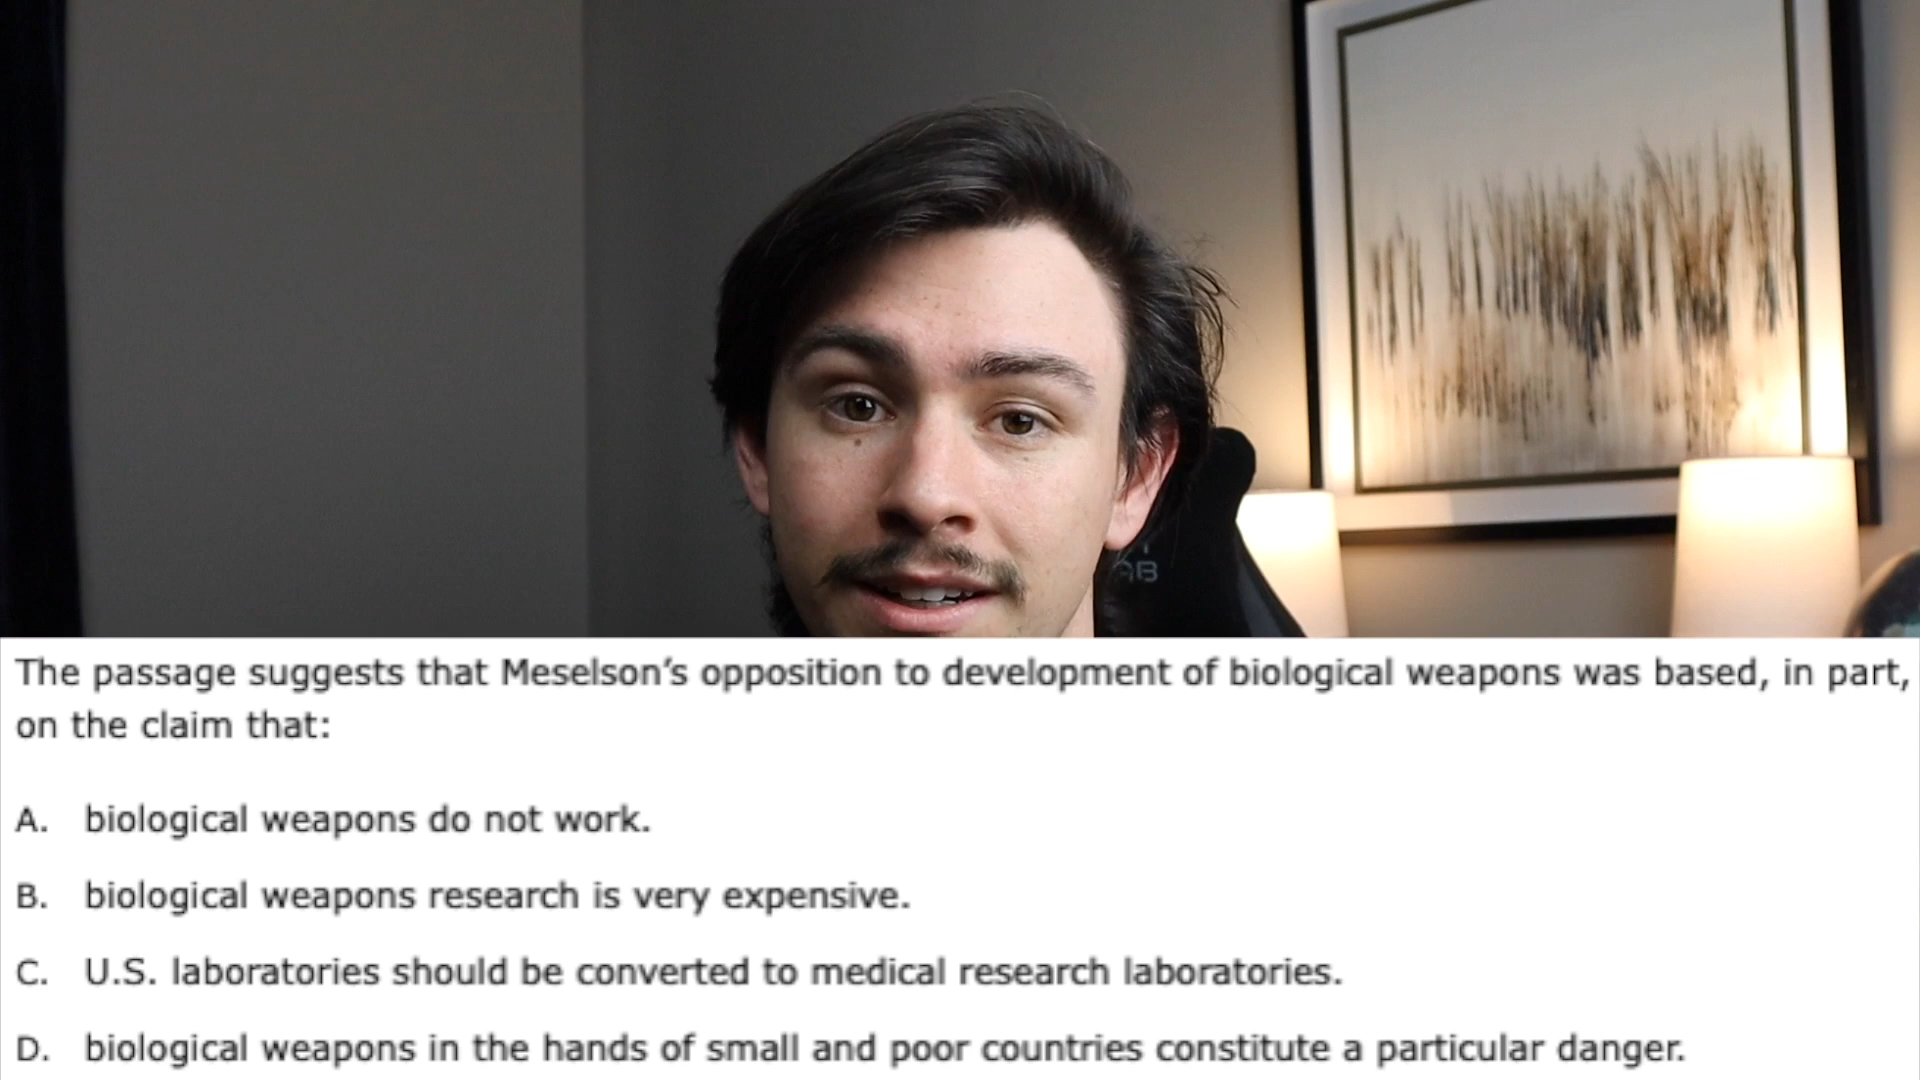 AB
The passage suggests that Meselson’s opposition to development of biological weapons was based, in part,
on the claim that:
A. biological weapons do not work.
B. biological weapons research is very expensive.
C. U.S. laboratories should be converted to medical research laboratories.
D. biological weapons in the hands of small and poor countries constitute a particular danger.